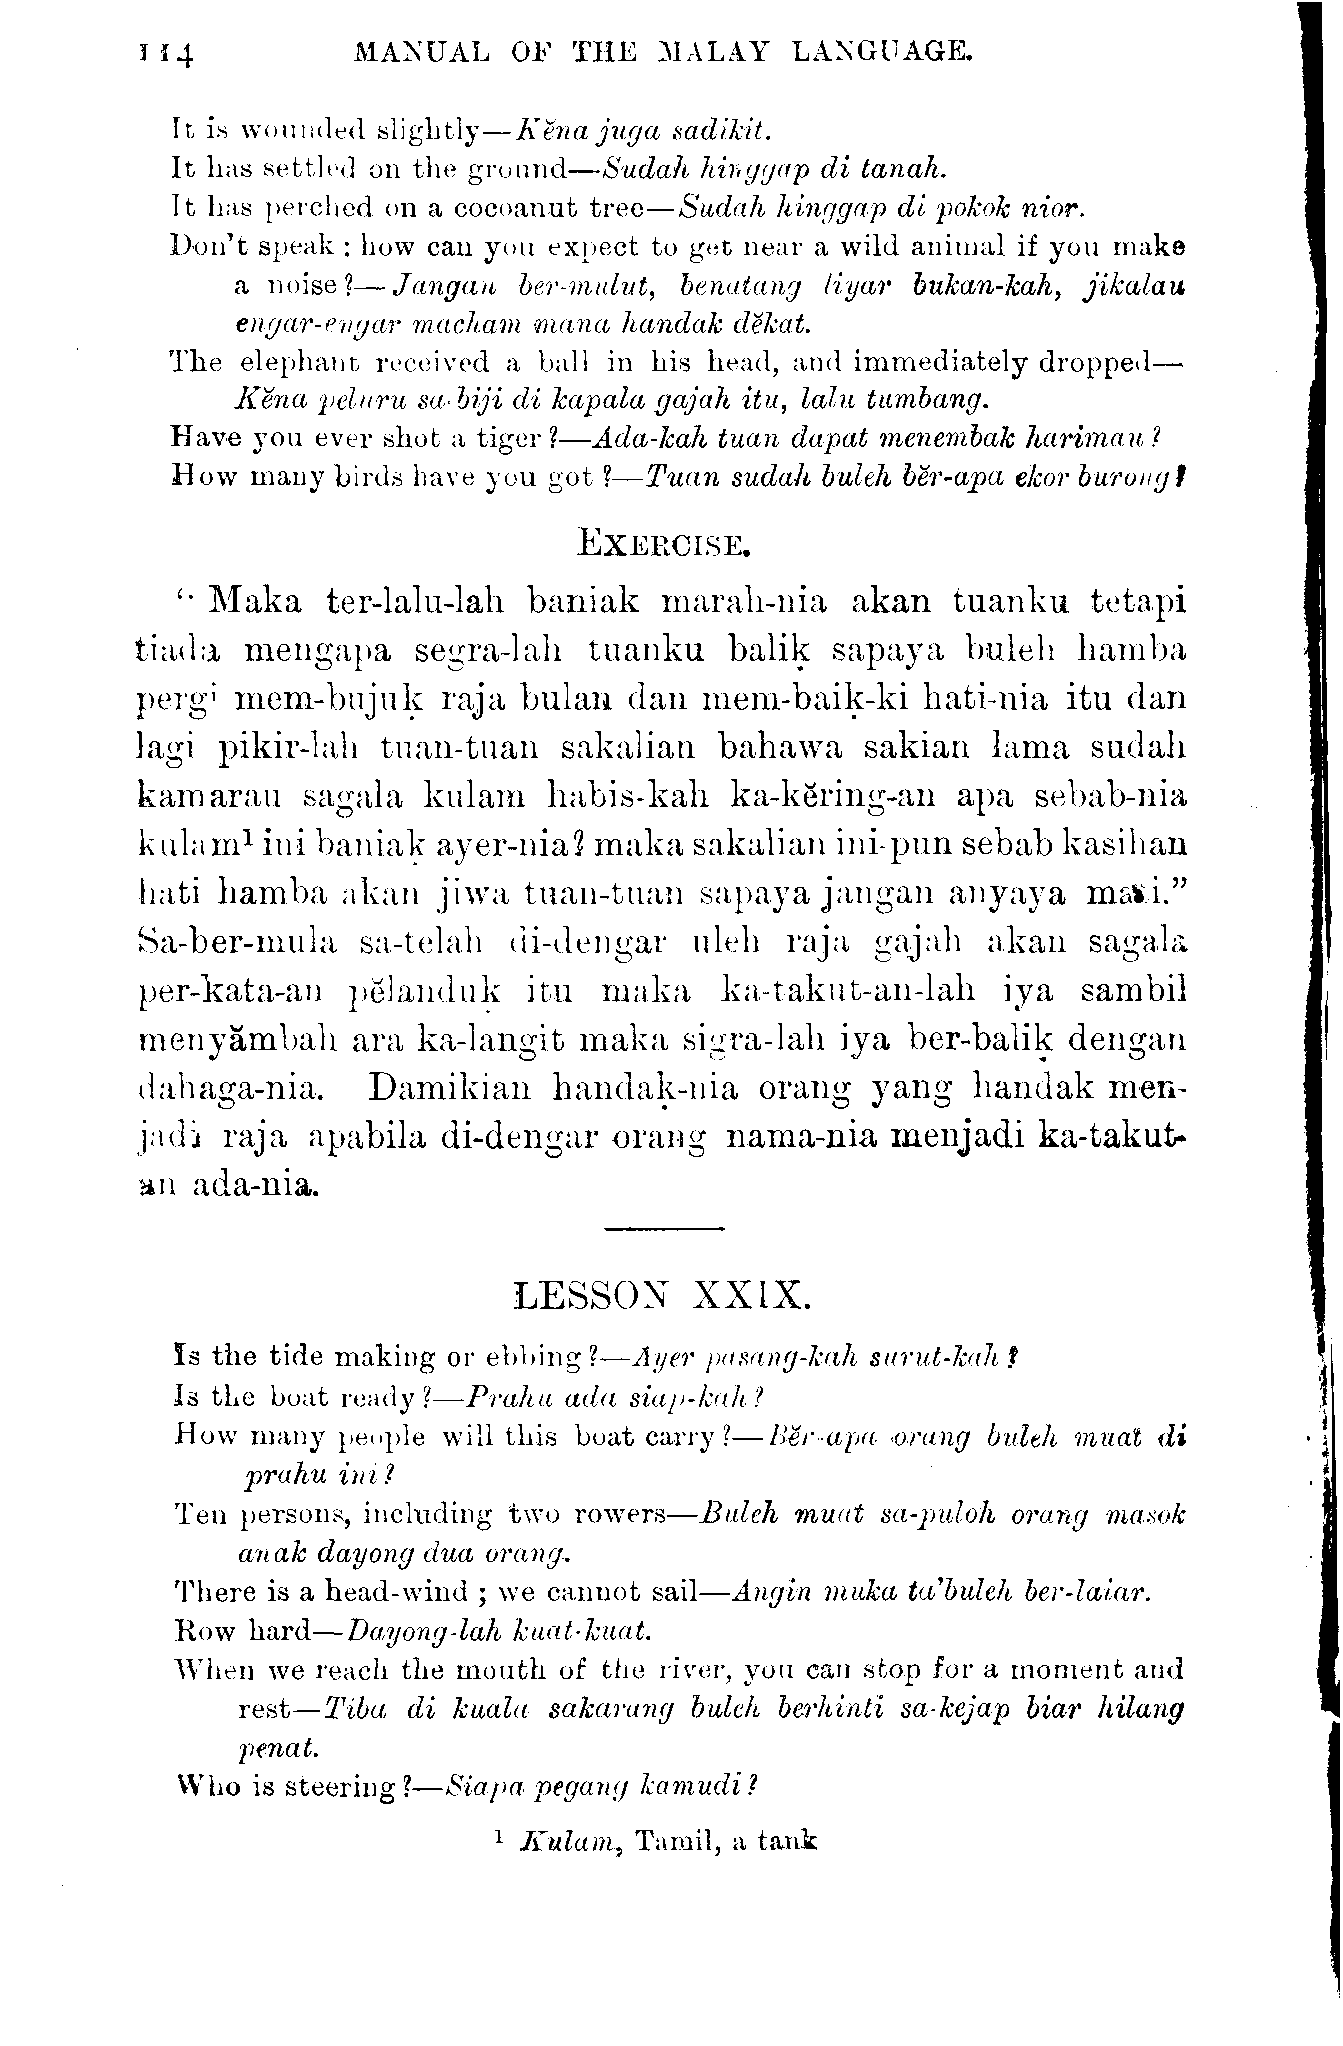 114 MANUAL OF THE MALAY LANGUAGE.
It is wounded slightly—Kĕna juga sadikit.
It has settled on the ground—Sudah hinggap di tanah.
It has perched on a cocoanut tree—Sudah hinggap di pokok nior.
Don't speak : how can you expect to get near a wild animal if you make
a noise ?—Jangan ber-mulut, benatang liyar bukan-kah, jikalau
engar-engar macham mana handak dĕkat.
The elephant received a ball in his head, and immediately dropped—
Kĕna peluru sa-biji di kapala gajah itu, lalu tumbang.
Have you ever shot a tiger ?—Ada-kah tuan dapat menembak harimau ?
How many birds have you got ?—Tuan sudah buleh bĕr-apa ekor burong ?
EXERCISE.
“ Maka ter-lalu-lah baniak marah-nia akan tuanku tetapi
tiada mengapa segra-lah tuanku baliḳ sapaya buleh hamba
pergi mem-bujuḳ raja bulan dan mem-baiḳ-ki hati-nia itu dan
lagi pikir-lah tuan-tuan sakalian bahawa sakian lama sudah
kamarau sagala kulam habis-kah ka-kĕring-an apa sebab-nia
kulam¹ ini baniaḳ ayer-nia? maka sakalian ini-pun sebab kasihan
hati hamba akan jiwa tuan-tuan sapaya jangan anyaya mati.”
Sa-ber-mula sa-telah di-dengar uleh raja gajah akan sagala
per-kata-an pĕlanduḳ itu maka ka-takut-an-lah iya sambil
menyămbah ara ka-langit maka sigra-lah iya ber-baliḳ dengan
dahaga-nia. Damikian handaḳ-nia orang yang handak men-
jadi raja apabila di-dengar orang nama-nia menjadi ka-takut-
an ada-nia.
LESSON XXIX.
Is the tide making or ebbing ?—Ayer pasang-kah surut-kah ?
Is the boat ready ?—Prahu ada siap-kah ?
How many people will this boat carry ?—Bĕr-apa orang buleh muat di
prahu ini ?
Ten persons, including two rowers—Buleh muat sa-puloh orang masok
anak dayong dua orang.
There is a head-wind ; we cannot sail—Angin muka ta'buleh ber-laiar.
Row hard—Dayong-lah kuat-kuat.
When we reach the mouth of the river, you can stop for a moment and
rest—Tiba di kuala sakarang buleh berhinti sa-kejap biar hilang
penat.
Who is steering ?—Siapa pegang kamudi ?
¹ Kulam, Tamil, a tank